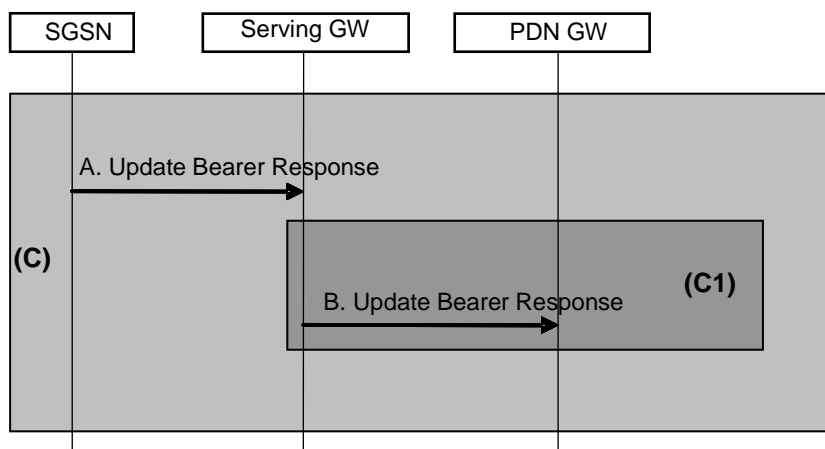 SGSN
Serving GW
PDN GW
A. Update Bearer Response
(C)
(C1)
B. Update Bearer Response